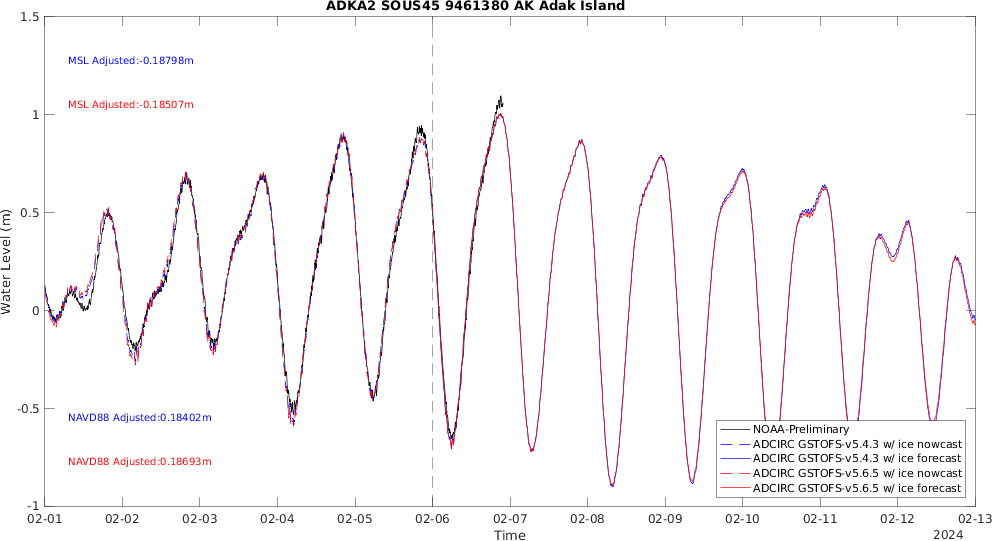 ADKA2 SOUS45 9461380 AK Adak Island
1.5
MSL Adjusted:-0.18798m
MSL Adjusted:-0.18507m
1
0.5
Water Level (m)
0
-0.5
NAVD88 Adjusted:0.18402m
NAVD88 Adjusted:0.18693m
-1
NOAA-Preliminary
ADCIRC GSTOFS-v5.4.3 w/ ice nowcast
ADCIRC GSTOFS-v5.4.3 w/ ice forecast
ADCIRC GSTOFS-v5.6.5 w/ ice nowcast
ADCIRC GSTOFS-v5.6.5 w/ ice forecast
02-01 02-02 02-03 02-04 02-05 02-06 02-07 02-08 02-09 02-10 02-11 02-12 02-13
Time
2024